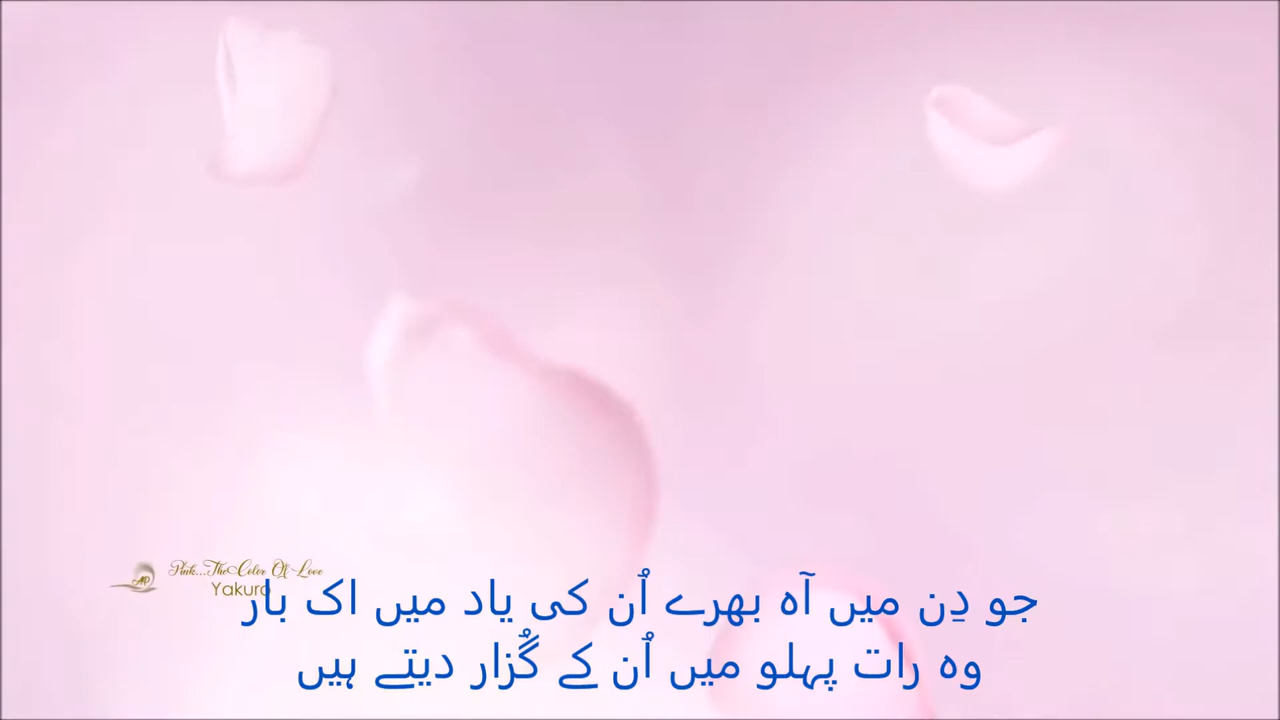 Pink...The Color Of Love
Yakuro
جو دِن میں آہ بھرے اُن کی یاد میں اک بار
وہ رات پہلو میں اُن کے گُزار دیتے ہیں